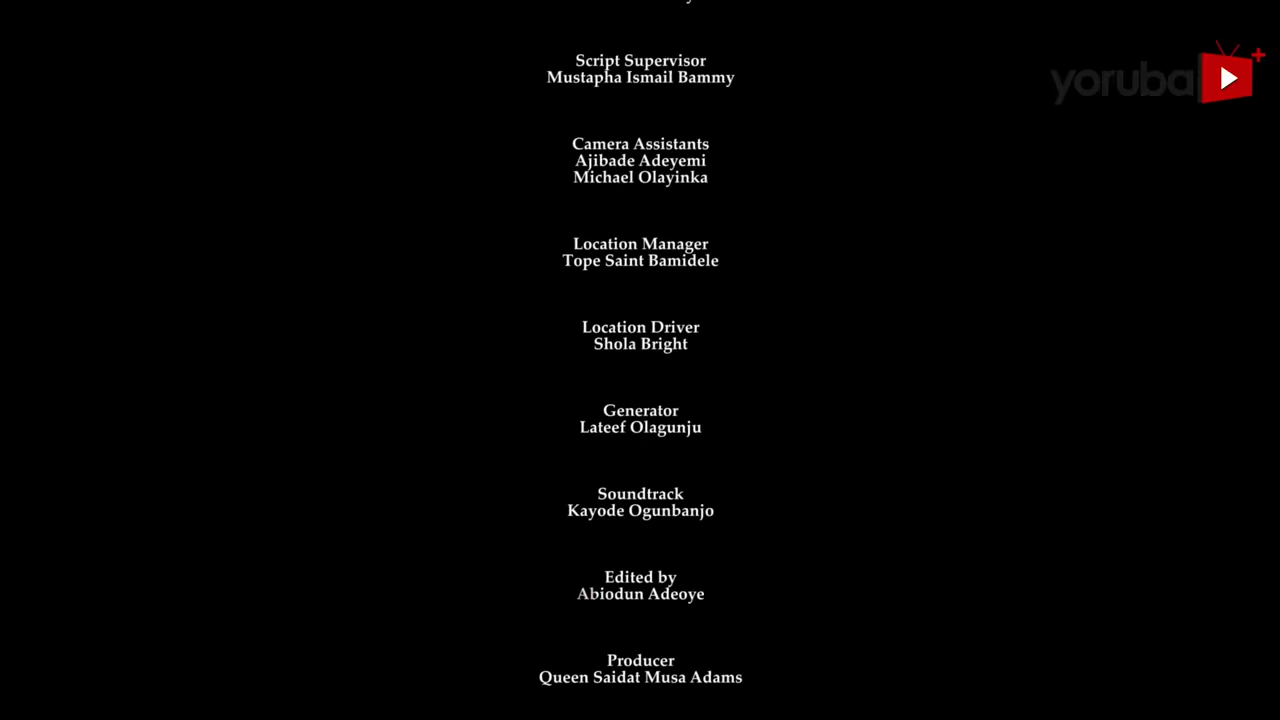 Script Supervisor
Mustapha Ismail Bammy
yoruba
Camera Assistants
Ajibade Adeyemi
Michael Olayinka
Location Manager
Tope Saint Bamidele
Location Driver
Shola Bright
Generator
Lateef Olagunju
Soundtrack
Kayode Ogunbanjo
Edited by
Abiodun Adeoye
Producer
Queen Saidat Musa Adams